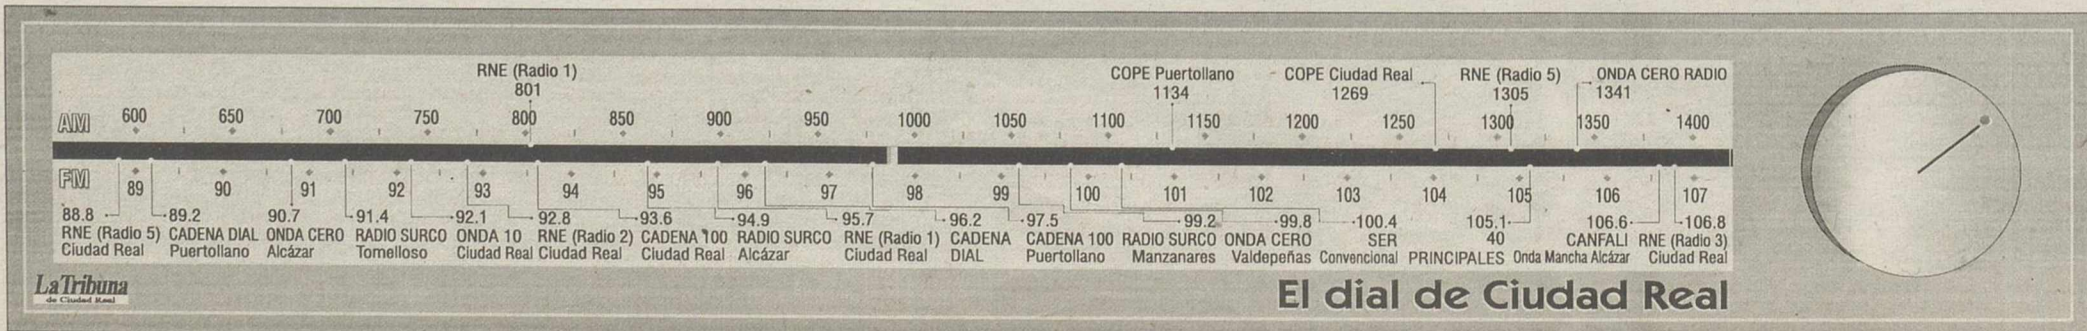 RNE (Radio 1) COPE Puertollano COPE Ciudad Real RNE (Radio 5) ONDA CERO RADIO
801 1134 1269 1305 1341
AM 600 650 700 750 800 850 900 950 1000 1050 1100 1150 1200 1250 1300 1350 1400
FM 89 90 91 92 93 94 95 96 97 98 99 100 101 102 103 104 105 106 107
88.8 89.2 90.7 91.4 92.1 92.8 93.6 94.9 95.7 96.2 97.5 99.2 99.8 100.4 105.1 106.6 106.8
RNE (Radio 5) CADENA DIAL ONDA CERO RADIO SURCO ONDA 10 RNE (Radio 2) CADENA 100 RADIO SURCO RNE (Radio 1) CADENA CADENA 100 RADIO SURCO ONDA CERO SER 40 CANFALI RNE (Radio 3)
Ciudad Real Puertollano Alcázar Tomelloso Ciudad Real Ciudad Real Ciudad Real Alcázar Ciudad Real DIAL Puertollano Manzanares Valdepeñas Convencional PRINCIPALES Onda Mancha Alcázar Ciudad Real
La Tribuna
de Ciudad Real
El dial de Ciudad Real